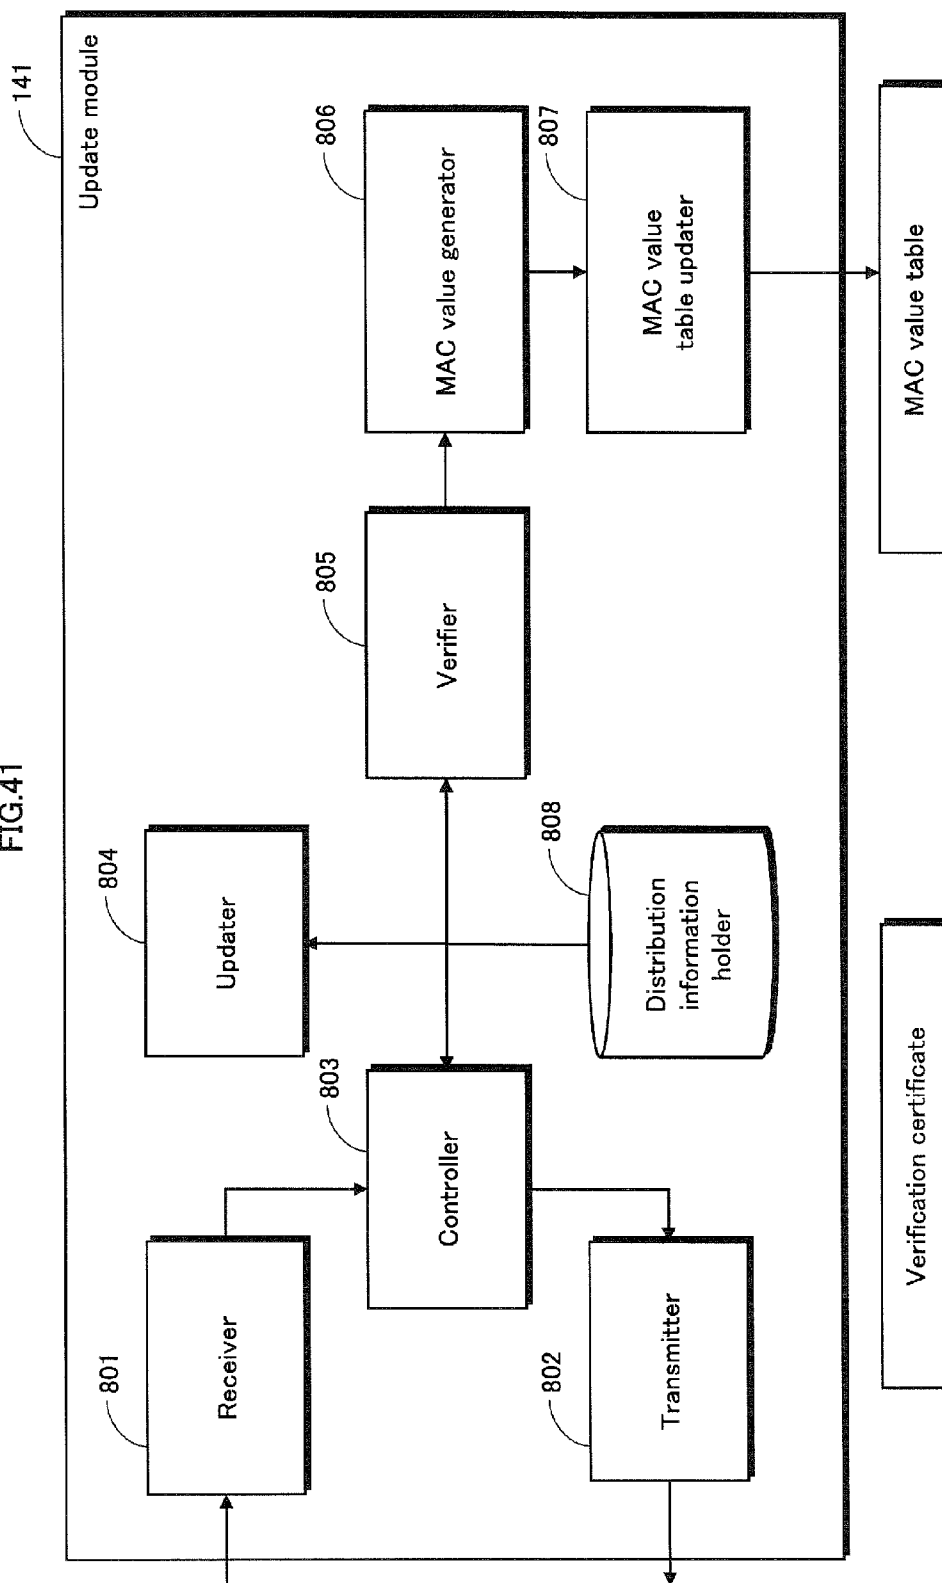 FIG.41
141
Update module
801
Receiver
804
Updater
803
Controller
805
Verifier
806
MAC value generator
802
Transmitter
808
Distribution
information
holder
807
MAC value
table updater
Verification certificate
MAC value table